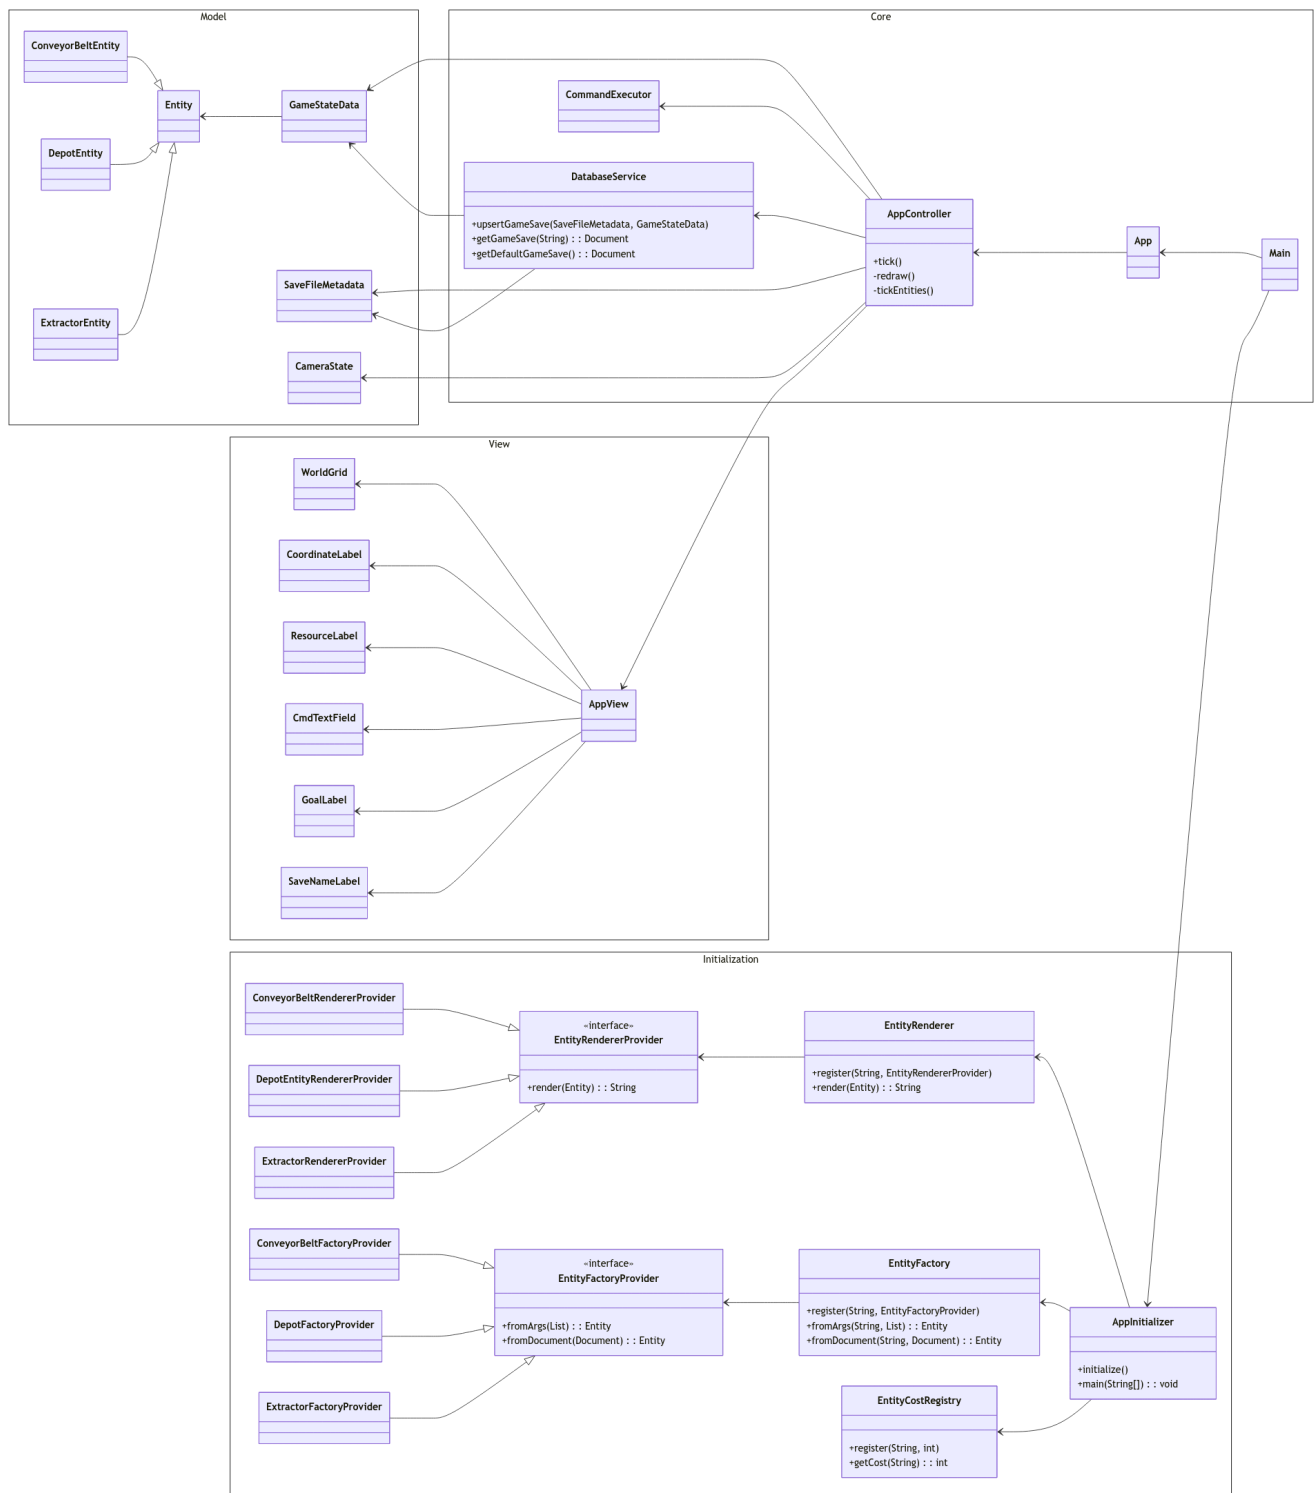 Model
ConveyorBeltEntity
Entity
GameStateData
DepotEntity
SaveFileMetadata
ExtractorEntity
CameraState
Core
CommandExecutor
DatabaseService
+upsertGameSave(SaveFileMetadata, GameStateData)
+getGameSave(String) : : Document
+getDefaultGameSave() : : Document
AppController
+tick()
-redraw()
-tickEntities()
App
Main
View
WorldGrid
CoordinateLabel
ResourceLabel
AppView
CmdTextField
GoalLabel
SaveNameLabel
Initialization
ConveyorBeltRendererProvider
DepotEntityRendererProvider
ExtractorRendererProvider
«interface»
EntityRendererProvider
+render(Entity) : : String
EntityRenderer
+register(String, EntityRendererProvider)
+render(Entity) : : String
ConveyorBeltFactoryProvider
DepotFactoryProvider
ExtractorFactoryProvider
«interface»
EntityFactoryProvider
+fromArgs(List) : : Entity
+fromDocument(Document) : : Entity
EntityFactory
+register(String, EntityFactoryProvider)
+fromArgs(String, List) : : Entity
+fromDocument(String, Document) : : Entity
AppInitializer
+initialize()
+main(String[]) : : void
EntityCostRegistry
+register(String, int)
+getCost(String) : : int